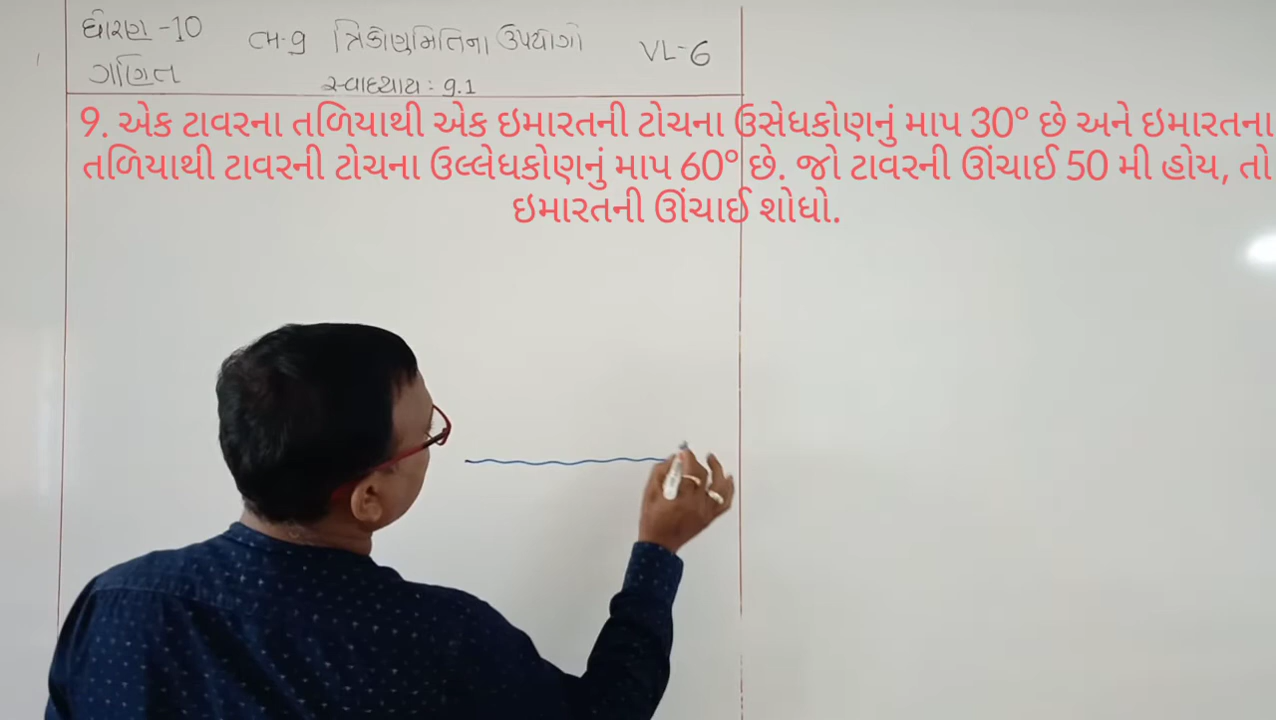 ધોરણ -10
ગણિત
પ્ર-9 ત્રિકોણમિતિના ઉપયોગો
સ્વાધ્યાય : 9.1
VL-6
9. એક ટાવરના તળિયાથી એક ઇમારતની ટોચના ઉસેધકોણનું માપ 30° છે અને ઇમારતના
તળિયાથી ટાવરની ટોચના ઉલ્લેધકોણનું માપ 60° છે. જો ટાવરની ઊંચાઈ 50 મી હોય, તો
ઇમારતની ઊંચાઈ શોધો.